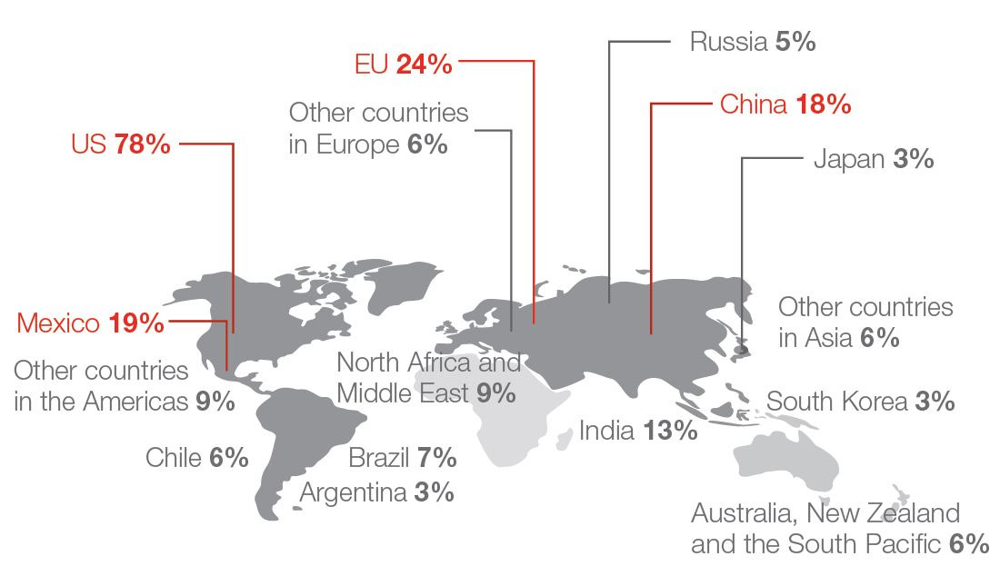 Russia 5%
EU 24%
China 18%
Other countries
in Europe 6%
US 78%
Japan 3%
Mexico 19%
Other countries
in Asia 6%
Other countries
in the Americas 9%
North Africa and
Middle East 9%
South Korea 3%
India 13%
Chile 6%
Brazil 7%
Argentina 3%
Australia, New Zealand
and the South Pacific 6%